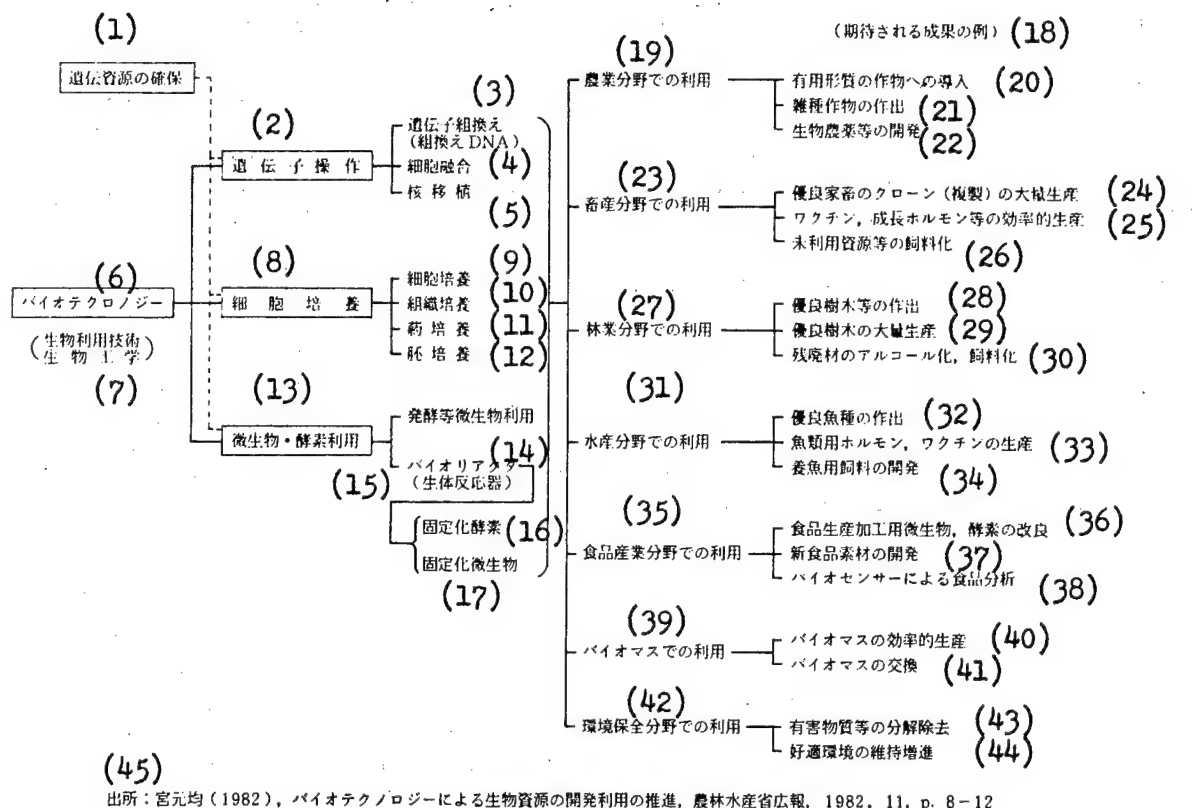 (1)
遺伝資源の確保
(2)
遺伝子操作
(3)
遺伝子組換え
(組換えDNA)
細胞融合 (4)
核移植
(5)
(6)
バイオテクノロジー
(生物利用技術
生物工学)
(7)
(8)
細胞培養
(9)
細胞培養
組織培養 (10)
葯培養 (11)
胚培養 (12)
(13)
微生物・酵素利用
発酵等微生物利用
(14)
バイオリアクター
(生体反応器)
(15)
固定化酵素 (16)
固定化微生物
(17)
(期待される成果の例) (18)
(19)
農業分野での利用
有用形質の作物への導入 (20)
雑種作物の作出 (21)
生物農薬等の開発 (22)
(23)
畜産分野での利用
優良家畜のクローン(複製)の大量生産 (24)
ワクチン,成長ホルモン等の効率的生産 (25)
未利用資源等の飼料化 (26)
(27)
林業分野での利用
優良樹木等の作出 (28)
優良樹木の大量生産 (29)
残廃材のアルコール化,飼料化 (30)
(31)
水産分野での利用
優良魚種の作出 (32)
魚類用ホルモン,ワクチンの生産 (33)
養魚用飼料の開発 (34)
(35)
食品産業分野での利用
食品生産加工用微生物,酵素の改良 (36)
新食品素材の開発 (37)
バイオセンサーによる食品分析 (38)
(39)
バイオマスでの利用
バイオマスの効率的生産 (40)
バイオマスの交換 (41)
(42)
環境保全分野での利用
有害物質等の分解除去 (43)
好適環境の維持増進 (44)
(45)
出所:宮元均(1982),バイオテクノロジーによる生物資源の開発利用の推進,農林水産省広報,1982,11,p.8-12